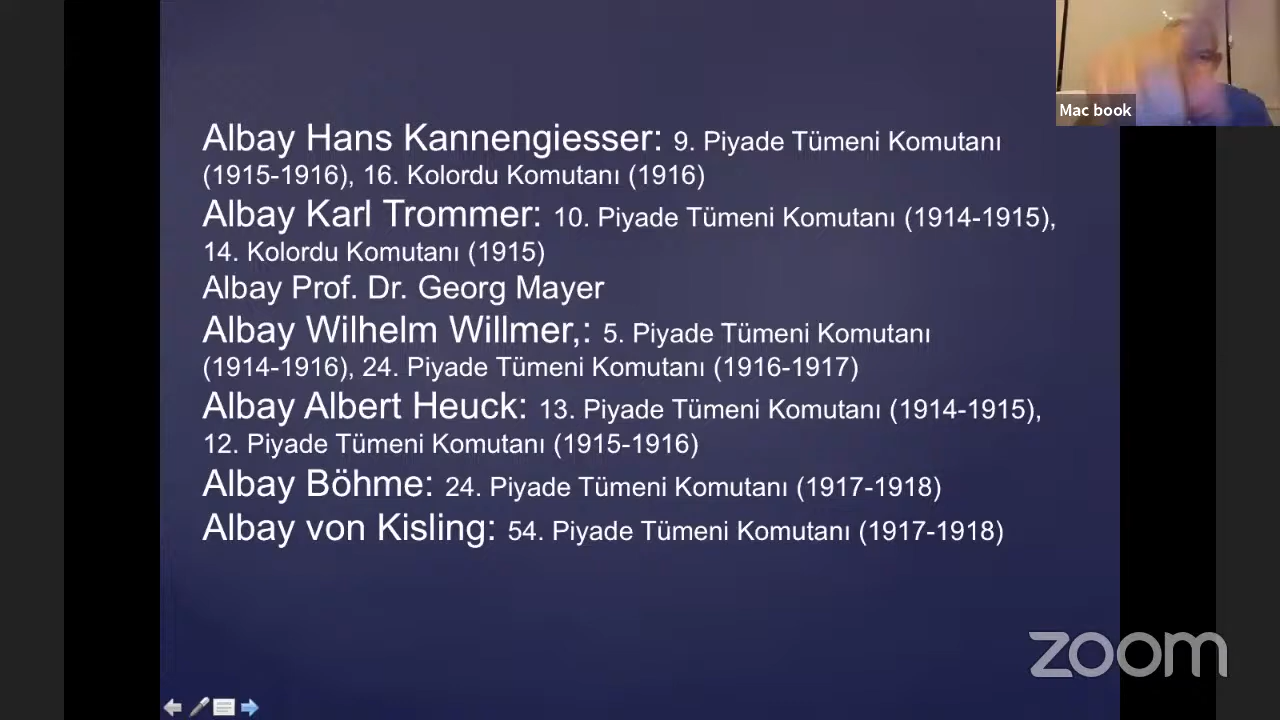 Mac book
Albay Hans Kannengiesser: 9. Piyade Tümeni Komutanı
(1915-1916), 16. Kolordu Komutanı (1916)
Albay Karl Trommer: 10. Piyade Tümeni Komutanı (1914-1915),
14. Kolordu Komutanı (1915)
Albay Prof. Dr. Georg Mayer
Albay Wilhelm Willmer,: 5. Piyade Tümeni Komutanı
(1914-1916), 24. Piyade Tümeni Komutanı (1916-1917)
Albay Albert Heuck: 13. Piyade Tümeni Komutanı (1914-1915),
12. Piyade Tümeni Komutanı (1915-1916)
Albay Böhme: 24. Piyade Tümeni Komutanı (1917-1918)
Albay von Kisling: 54. Piyade Tümeni Komutanı (1917-1918)
zoom